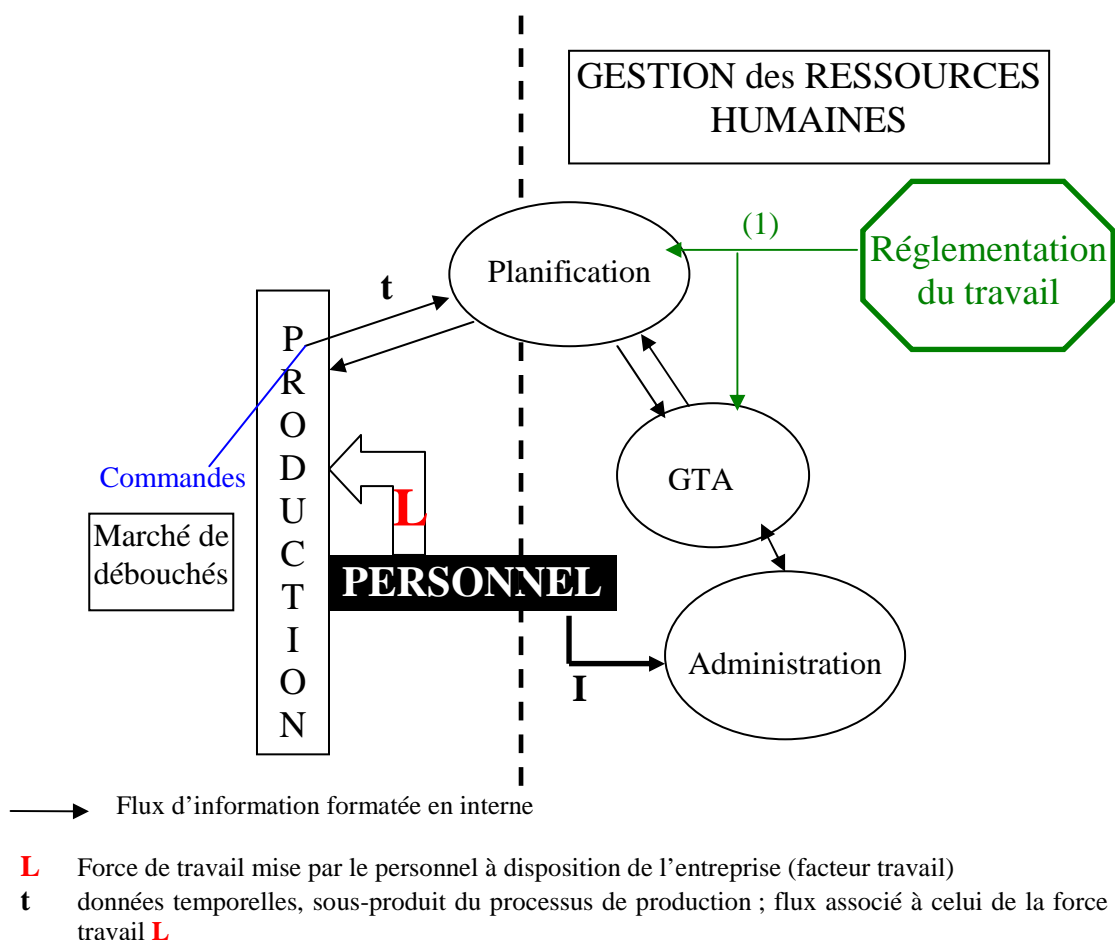 GESTION des RESSOURCES
HUMAINES
(1)
Réglementation
du travail
Planification
t
PRODUCTION
Commandes
GTA
L
Marché de
débouchés
PERSONNEL
Administration
I
Flux d’information formatée en interne
L Force de travail mise par le personnel à disposition de l’entreprise (facteur travail)
t données temporelles, sous-produit du processus de production ; flux associé à celui de la force
travail L